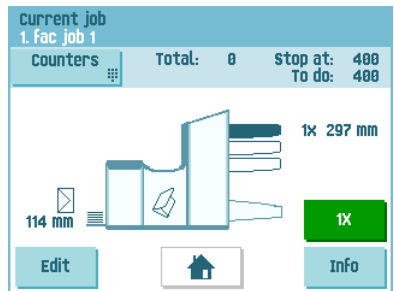 Current job
1. fac job 1
Counters
Total: 0
Stop at: 400
To do: 400
1X 297 mm
114 mm
1X
Edit
Info